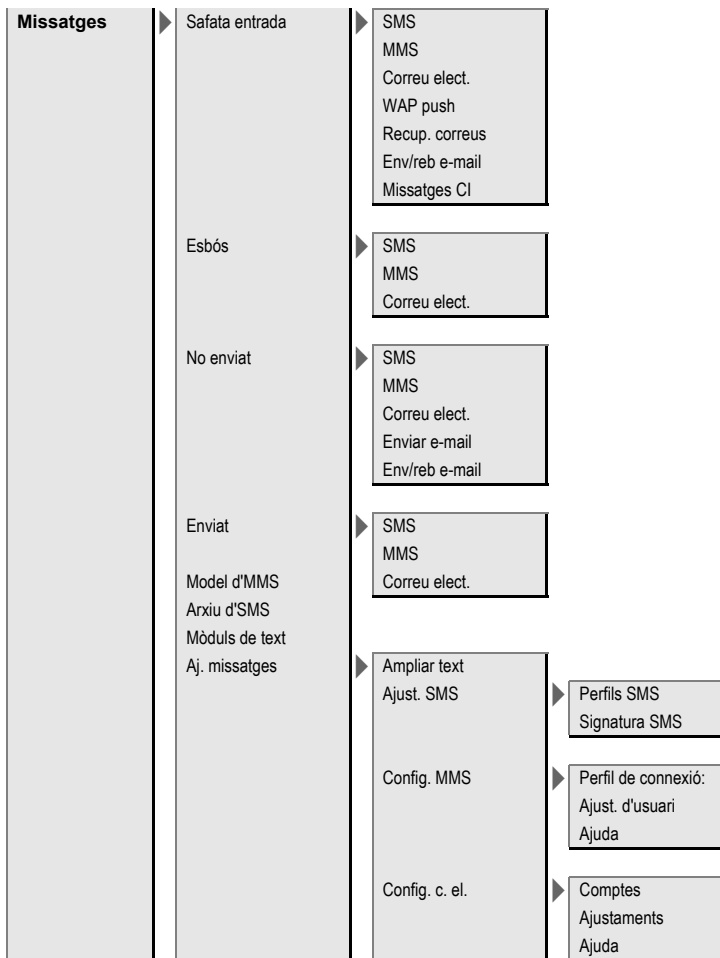 Missatges
Safata entrada
SMS
MMS
Correu elect.
WAP push
Recup. correus
Env/reb e-mail
Missatges CI
Esbós
SMS
MMS
Correu elect.
No enviat
SMS
MMS
Correu elect.
Enviar e-mail
Env/reb e-mail
Enviat
SMS
MMS
Correu elect.
Model d'MMS
Arxiu d'SMS
Mòduls de text
Aj. missatges
Ampliar text
Ajust. SMS
Perfils SMS
Signatura SMS
Config. MMS
Perfil de connexió:
Ajust. d'usuari
Ajuda
Config. c. el.
Comptes
Ajustaments
Ajuda